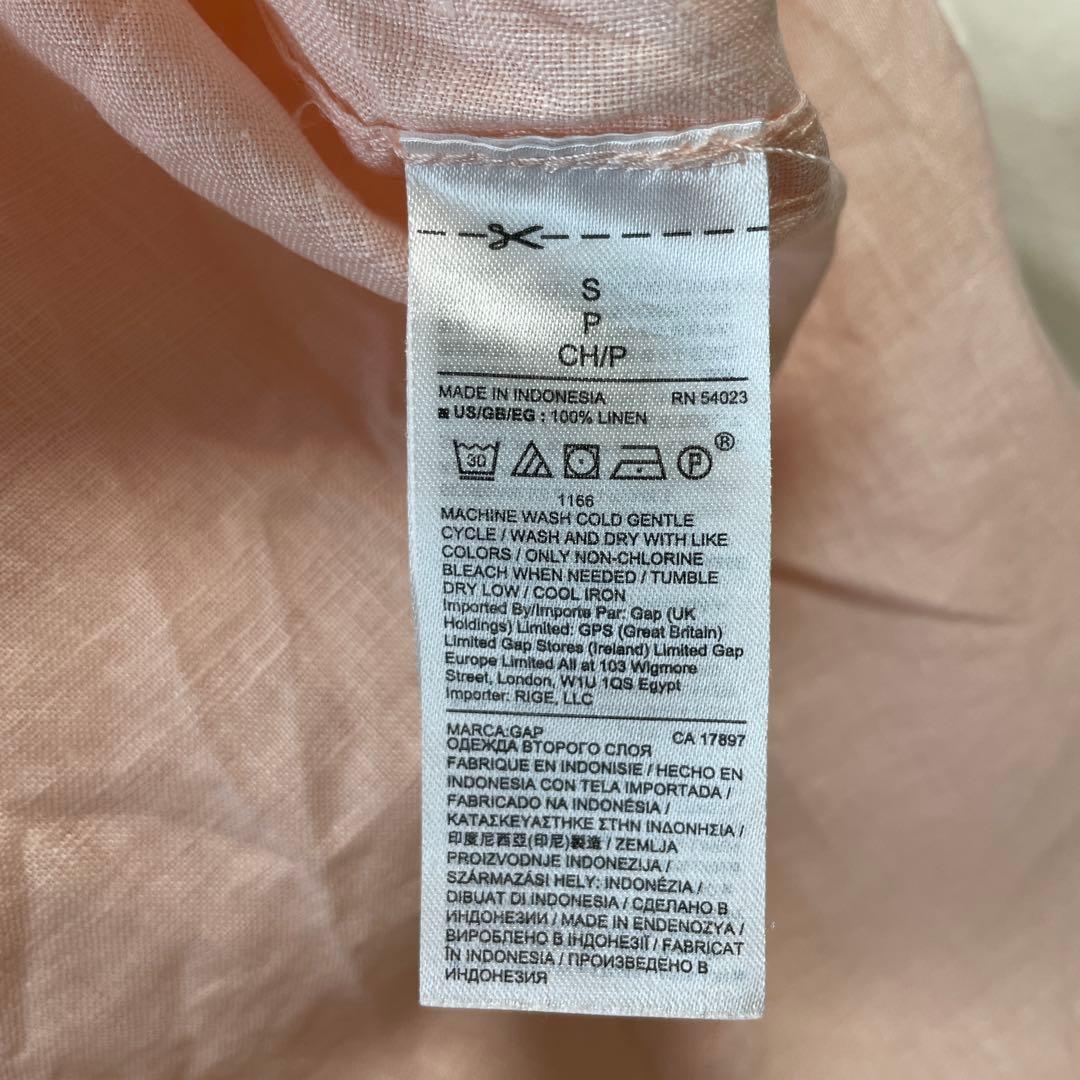 S
P
CH/P
MADE IN INDONESIA RN 54023
US/GB/EG : 100% LINEN
30 P ®
1166
MACHINE WASH COLD GENTLE
CYCLE / WASH AND DRY WITH LIKE
COLORS / ONLY NON-CHLORINE
BLEACH WHEN NEEDED / TUMBLE
DRY LOW / COOL IRON
Imported By/Importe Par: Gap (UK
Holdings) Limited: GPS (Great Britain)
Limited Gap Stores (Ireland) Limited Gap
Europe Limited All at 103 Wigmore
Street, London, W1U 1QS Egypt
Importer: RIGE, LLC
MARCA:GAP CA 17897
ОДЕЖДА ВТОРОГО СЛОЯ
FABRIQUE EN INDONISIE / HECHO EN
INDONESIA CON TELA IMPORTADA /
FABRICADO NA INDONÉSIA /
ΚΑΤΑΣΚΕΥΑΣΤΗΚΕ ΣΤΗΝ ΙΝΔΟΝΗΣΙΑ /
印度尼西亞(印尼)製造 / ZEMLJA
PROIZVODNJE INDONEZIJA /
SZÁRMAZÁSI HELY: INDONÉZIA /
DIBUAT DI INDONESIA / СДЕЛАНО В
ИНДОНЕЗИИ / MADE IN ENDENOZYA /
ВИРОБЛЕНО В ІНДОНЕЗІЇ / FABRICAT
ÎN INDONESIA / ПРОИЗВЕДЕНО В
ИНДОНЕЗИЯ